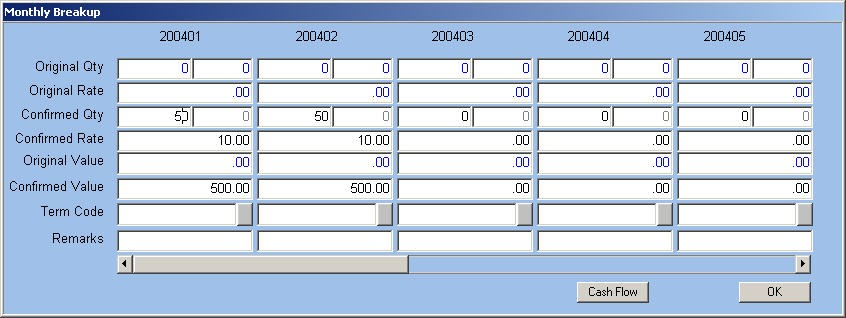 Monthly Breakup
200401 200402 200403 200404 200405
Original Qty 0 0 0 0 0 0 0 0 0 0
Original Rate .00 .00 .00 .00 .00
Confirmed Qty 50 0 50 0 0 0 0 0 0 0
Confirmed Rate 10.00 10.00 .00 .00 .00
Original Value .00 .00 .00 .00 .00
Confirmed Value 500.00 500.00 .00 .00 .00
Term Code
Remarks
Cash Flow OK